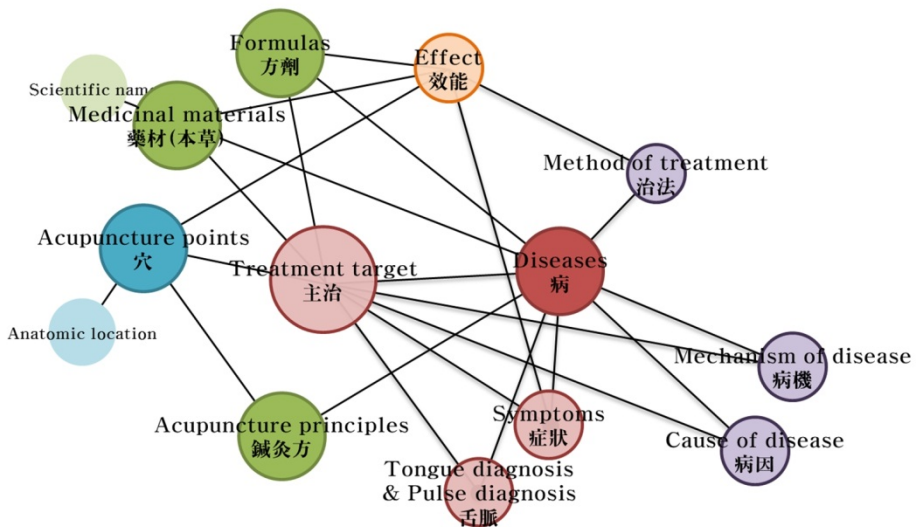 Formulas
方劑
Effect
效能
Scientific name
Medicinal materials
藥材(本草)
Method of treatment
治法
Acupuncture points
穴
Treatment target
主治
Diseases
病
Anatomic location
Mechanism of disease
病機
Acupuncture principles
鍼灸方
Symptoms
症狀
Cause of disease
病因
Tongue diagnosis
& Pulse diagnosis
舌脈